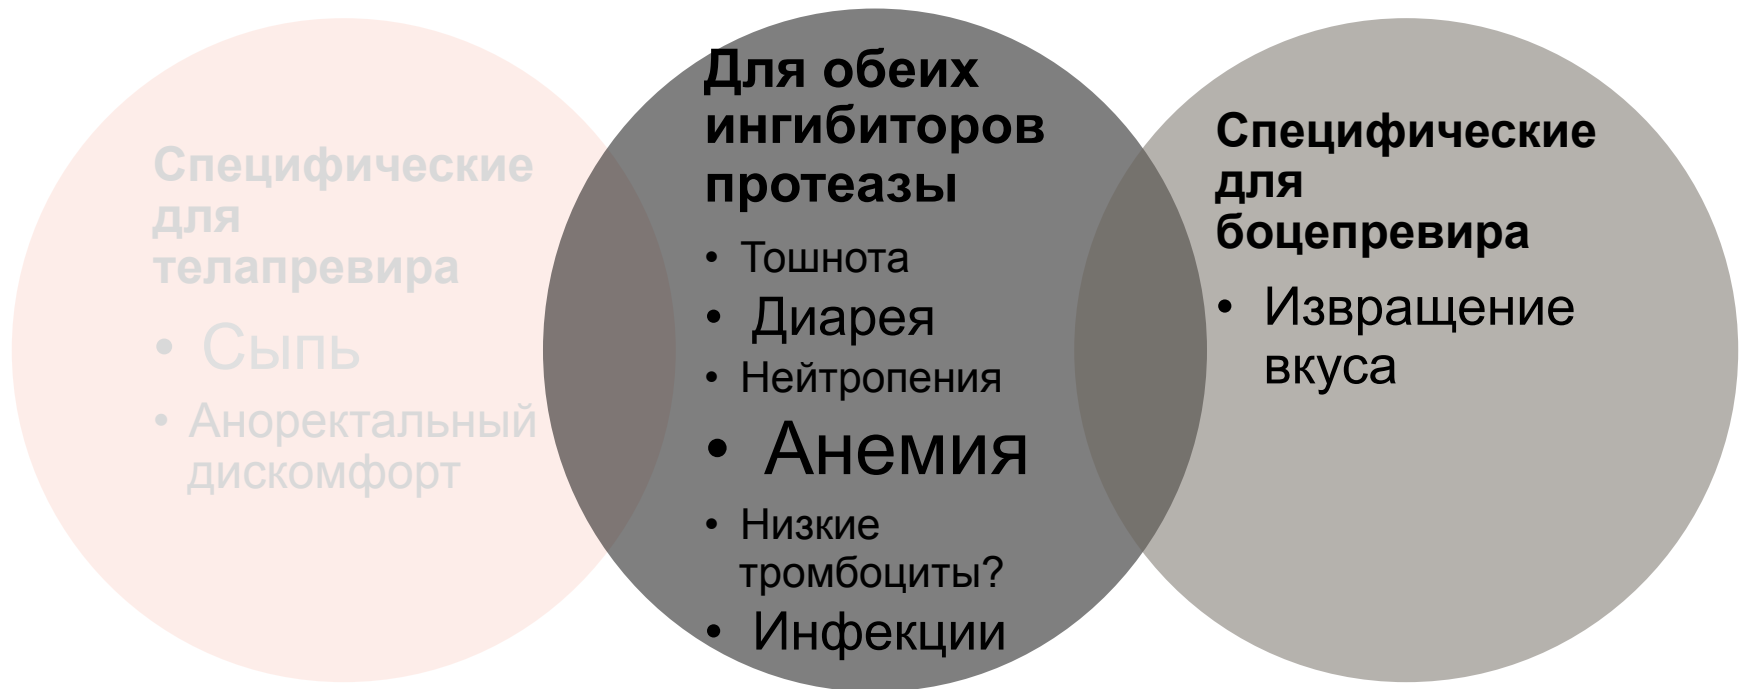 Специфические
для
телапревира
• Сыпь
• Аноректальный
дискомфорт
Для обеих
ингибиторов
протеазы
• Тошнота
• Диарея
• Нейтропения
• Анемия
• Низкие
тромбоциты?
• Инфекции
Специфические
для
боцепревира
• Извращение
вкуса